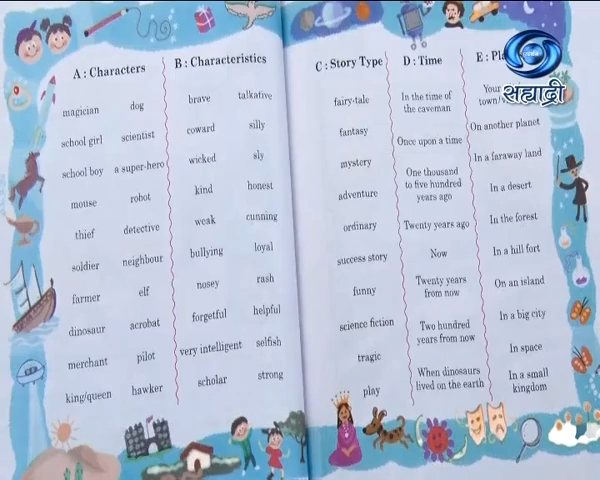 A : Characters
magician dog
school girl scientist
school boy a super-hero
mouse robot
thief detective
soldier neighbour
farmer elf
dinosaur acrobat
merchant pilot
king/queen hawker
B : Characteristics
brave talkative
coward silly
wicked sly
kind honest
weak cunning
bullying loyal
nosey rash
forgetful helpful
very intelligent selfish
scholar strong
C : Story Type
fairy-tale
fantasy
mystery
adventure
ordinary
success story
funny
science fiction
tragic
play
D : Time
In the time of
the caveman
Once upon a time
One thousand
to five hundred
years ago
Twenty years ago
Now
Twenty years
from now
Two hundred
years from now
When dinosaurs
lived on the earth
E :
Your
town/
On another planet
In a faraway land
In a desert
In the forest
In a hill fort
On an island
In a big city
In space
In a small
kingdom
सह्याद्री